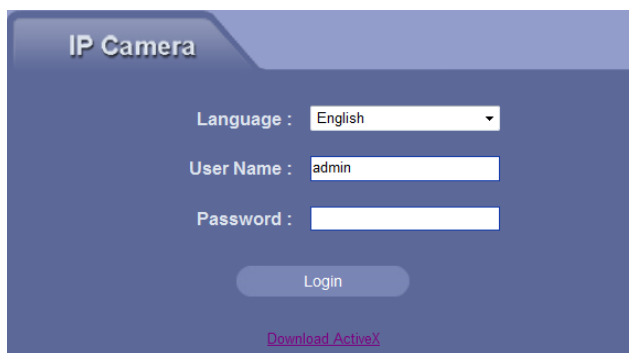 IP Camera
Language : English
User Name : admin
Password :
Login
Download ActiveX